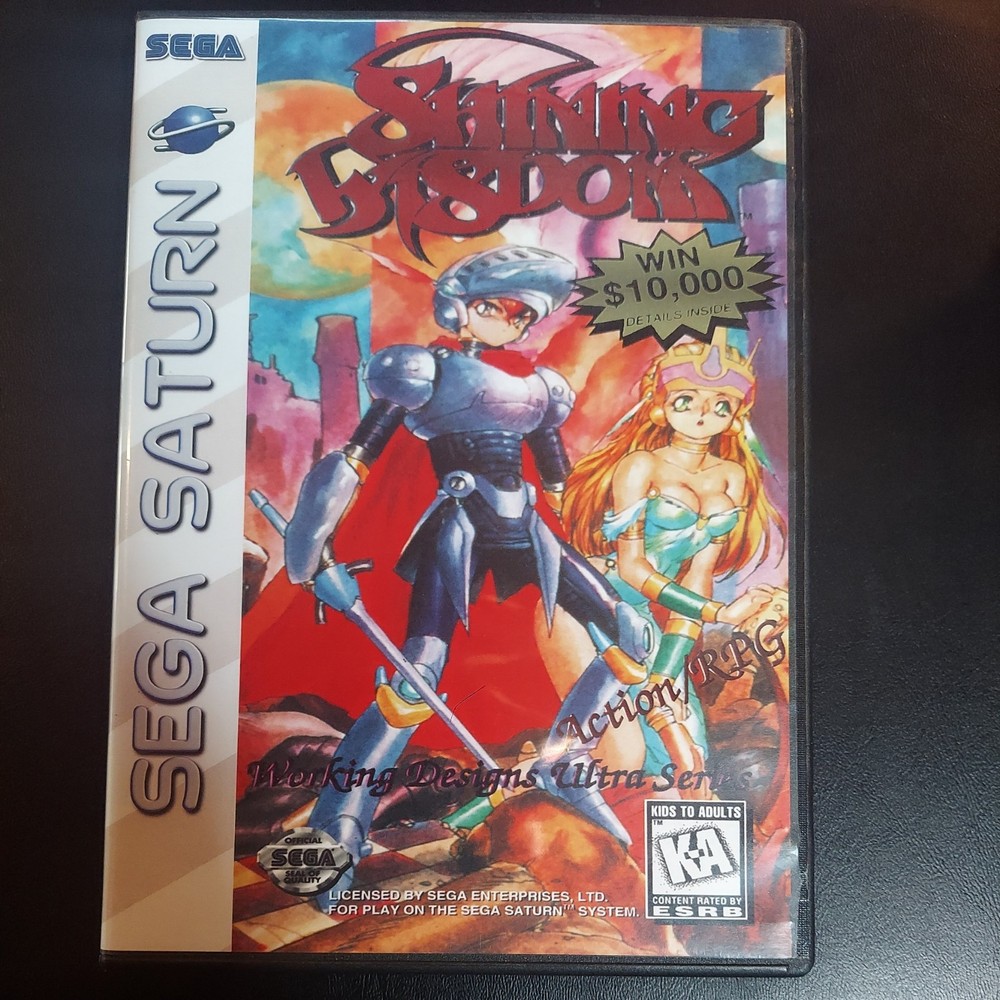 SEGA
SEGA SATURN
SHINING
WISDOM
TM
WIN
$10,000
DETAILS INSIDE
Action/RPG
Working Designs Ultra Series
OFFICIAL
SEGA
SEAL OF
QUALITY
LICENSED BY SEGA ENTERPRISES, LTD.
FOR PLAY ON THE SEGA SATURN™ SYSTEM.
KIDS TO ADULTS
TM
K-A
CONTENT RATED BY
ESRB